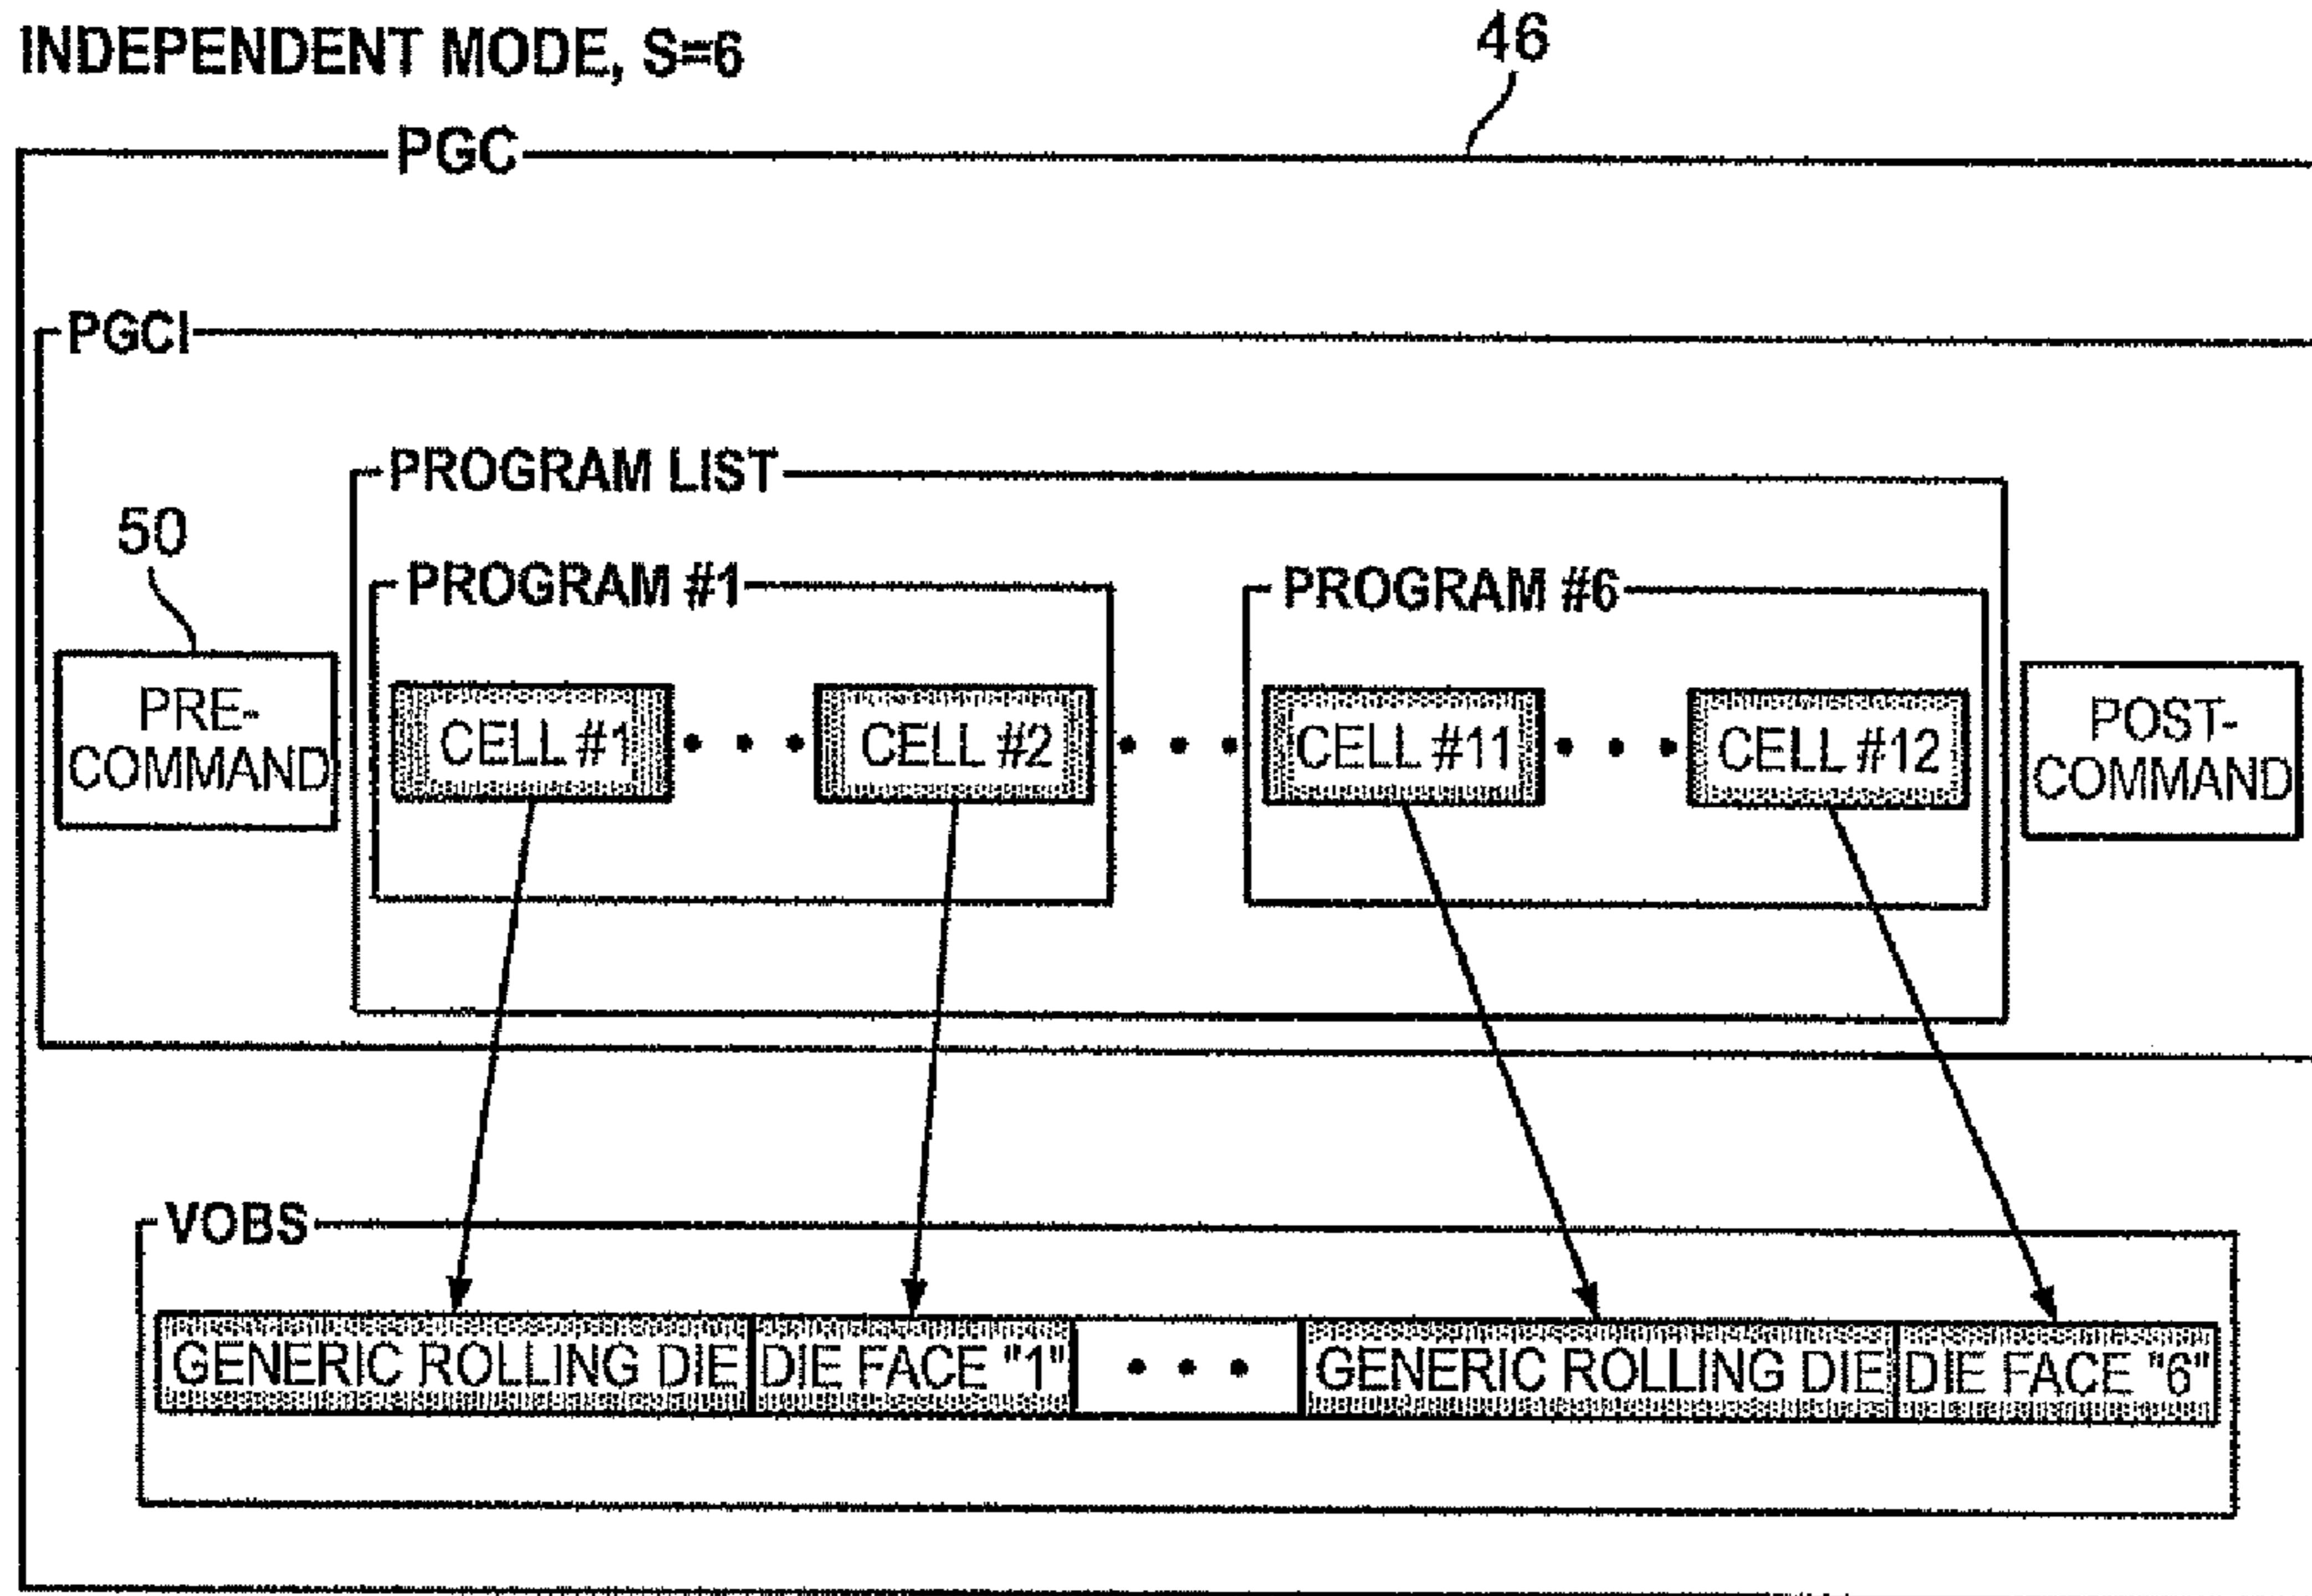 INDEPENDENT MODE, S=6
46
PGC
PGCI
PROGRAM LIST
50
PROGRAM #1
PROGRAM #6
PRE-
COMMAND
CELL #1
CELL #2
CELL #11
CELL #12
POST-
COMMAND
VOBS
GENERIC ROLLING DIE
DIE FACE "1"
GENERIC ROLLING DIE
DIE FACE "6"